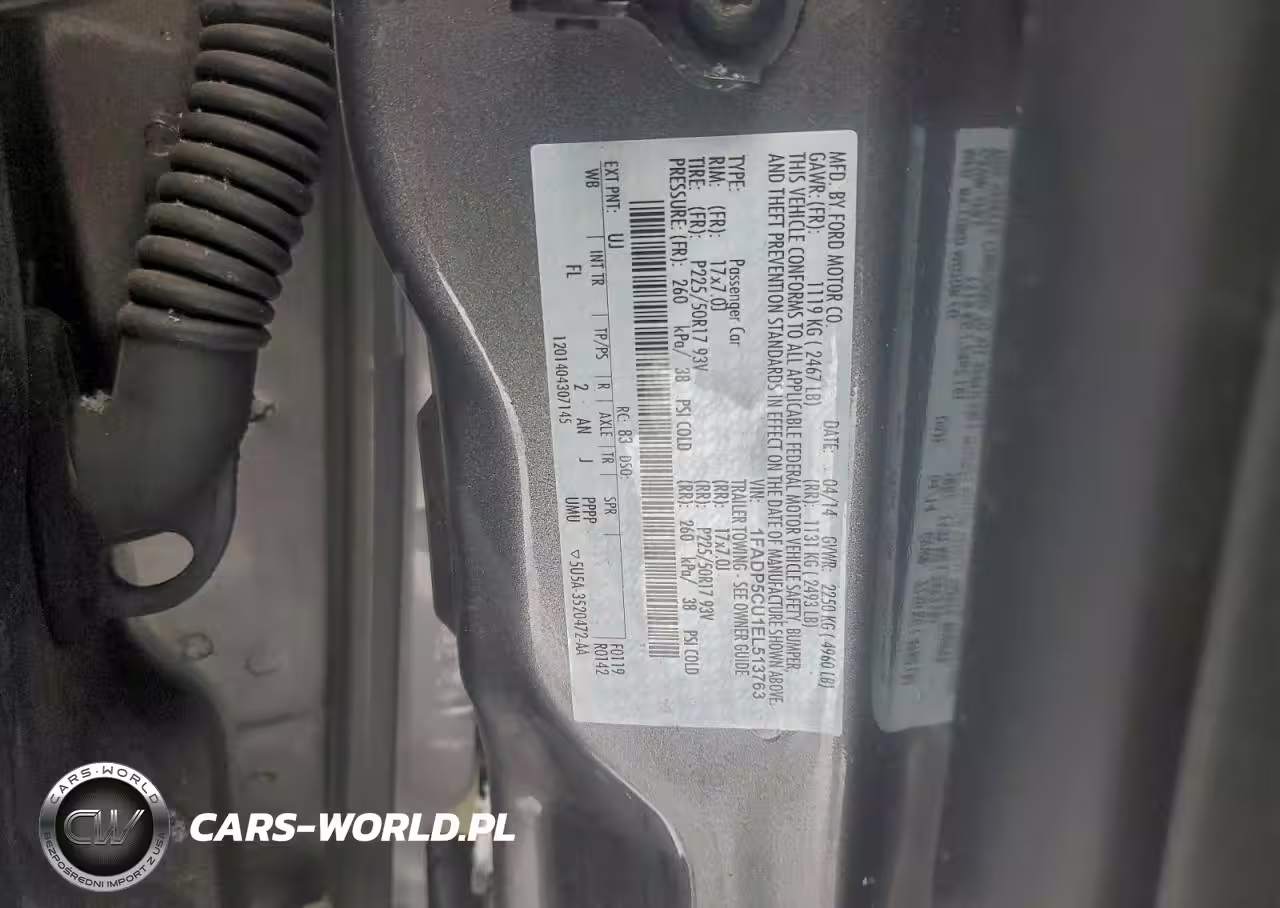 MFD. BY FORD MOTOR CO.
DATE: 04/14 GVWR: 2250 KG ( 4960 LB)
GAWR: (FR): 1119 KG ( 2467 LB) (RR): 1131 KG ( 2493 LB)
THIS VEHICLE CONFORMS TO ALL APPLICABLE FEDERAL MOTOR VEHICLE SAFETY, BUMPER,
AND THEFT PREVENTION STANDARDS IN EFFECT ON THE DATE OF MANUFACTURE SHOWN ABOVE.
VIN: 1FADP5CU1EL513763
TYPE: Passenger Car TRAILER TOWING - SEE OWNER GUIDE
RIM: (FR): 17x7.0J (RR): 17x7.0J
TIRE: (FR): P225/50R17 93V (RR): P225/50R17 93V
PRESSURE: (FR): 260 kPa/ 38 PSI COLD (RR): 260 kPa/ 38 PSI COLD
EXT PNT: UJ RC: 83 DSO: F0119
WB INT TR TP/PS R AXLE TR SPR R0142
FL 2 AN J PPPP
UMU
1201404307145 5U5A-3520472-AA
CARS-WORLD
CW
BEZPOŚREDNI IMPORT Z USA
CARS-WORLD.PL